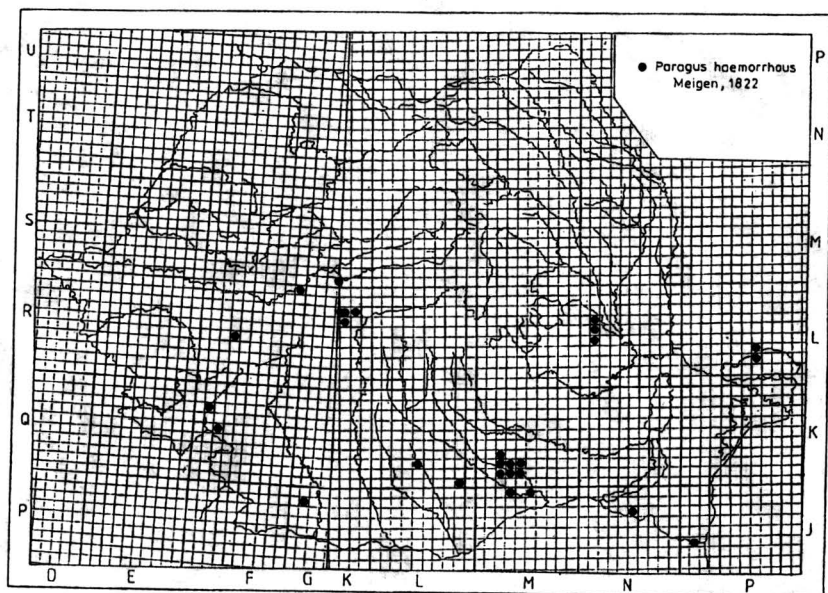 ● Paragus haemorrhous
Meigen, 1822
U
T
S
R
Q
P
P
N
M
L
K
J
O E F G K L M N P